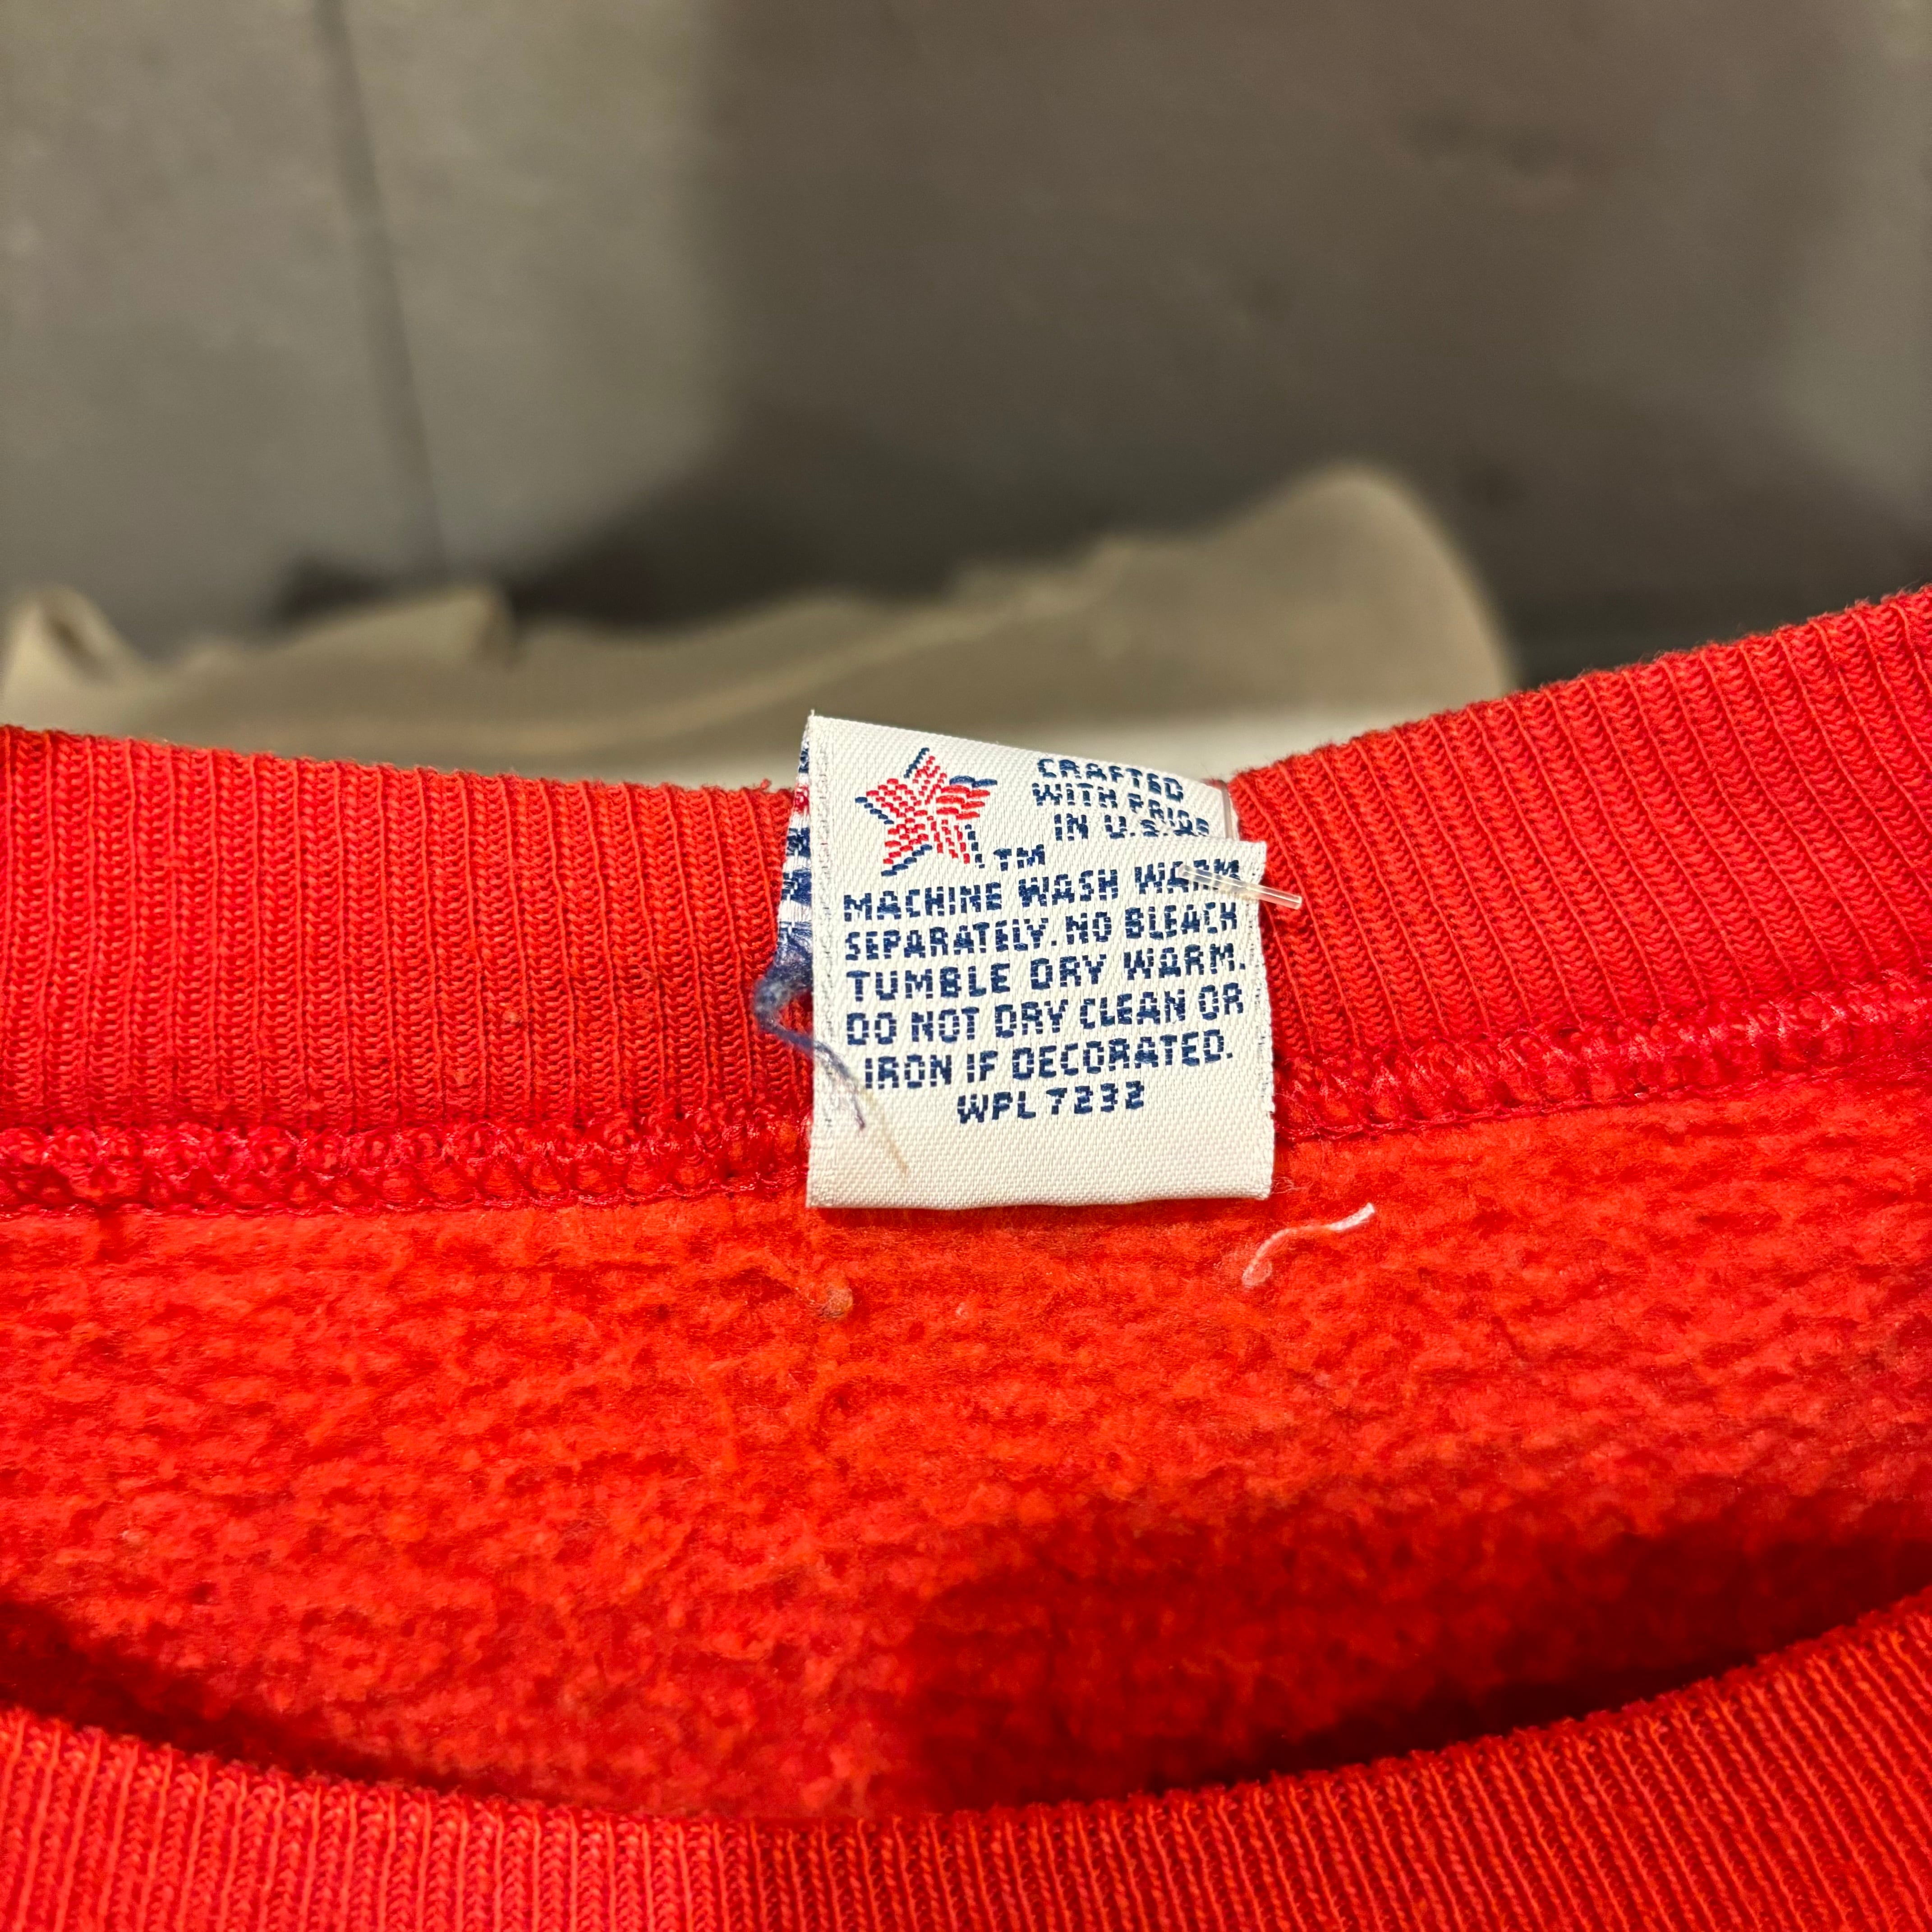 CRAFTED
WITH PRIDE
IN U.S.A.
TM
MACHINE WASH WARM
SEPARATELY. NO BLEACH
TUMBLE DRY WARM.
DO NOT DRY CLEAN OR
IRON IF DECORATED.
WPL 7232